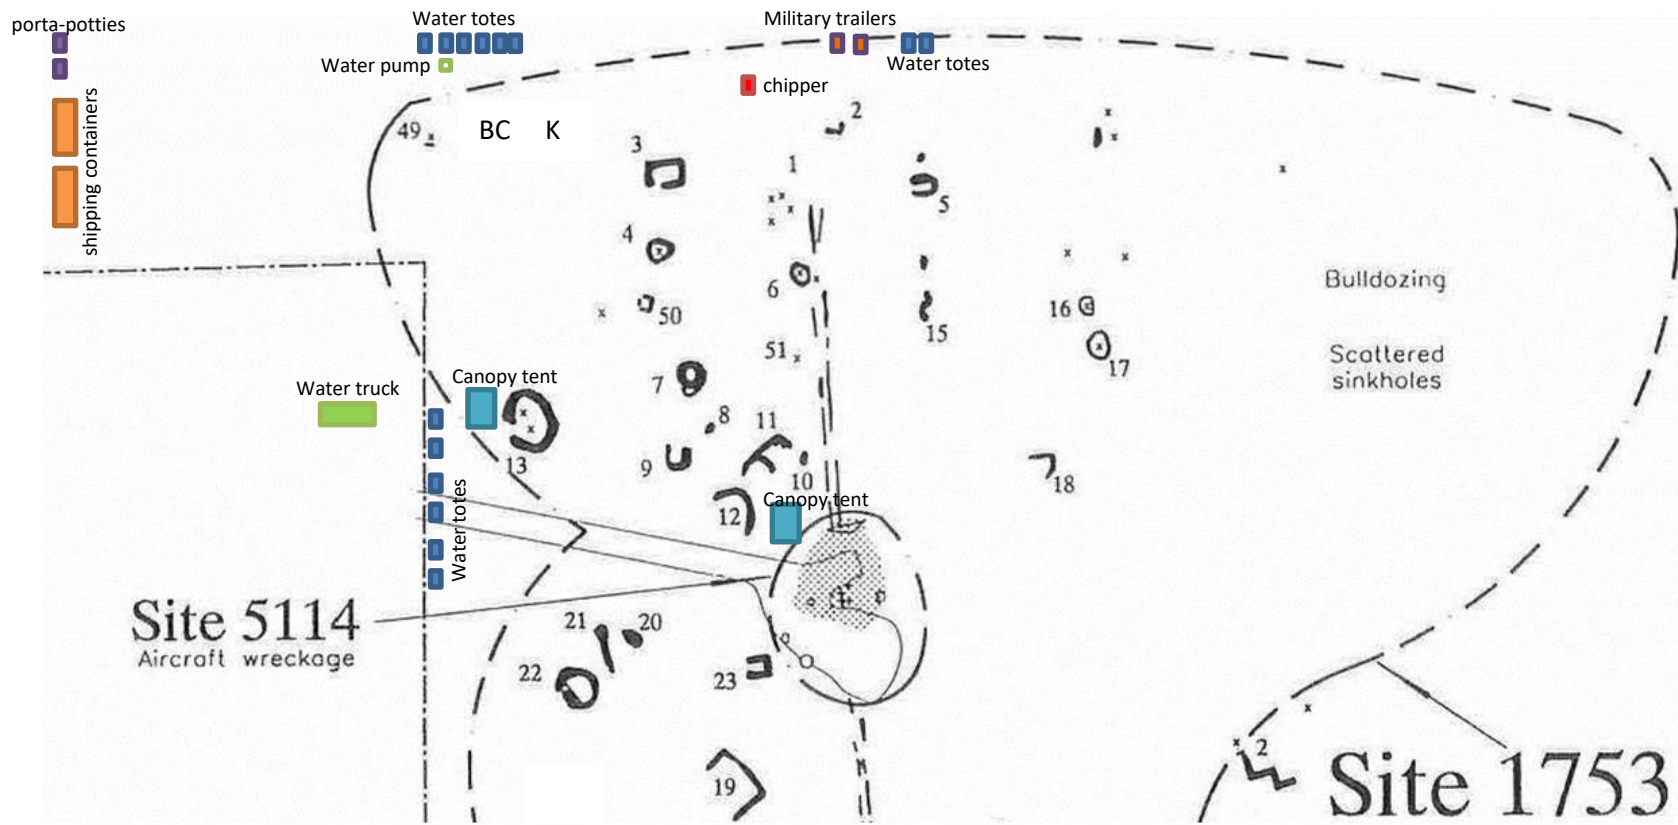 porta-potties
Water totes
Military trailers
Water pump
Water totes
chipper
shipping containers
49
BC K
2
3
1
5
4
6
50
16
15
51
17
Bulldozing
Scattered
sinkholes
7
Water truck
Canopy tent
8
11
13
9
10
18
12
Canopy tent
Water totes
Site 5114
Aircraft wreckage
21
20
22
23
19
2
Site 1753